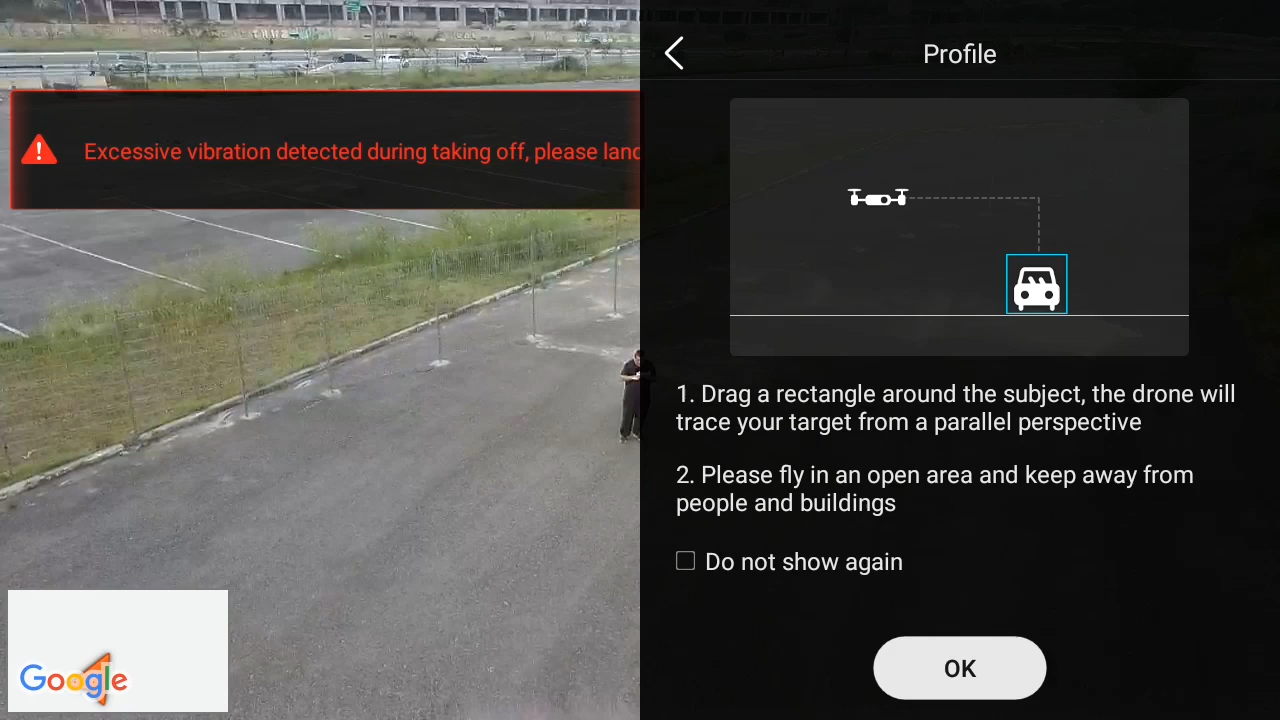 Excessive vibration detected during taking off, please land
Google
Profile
1. Drag a rectangle around the subject, the drone will
trace your target from a parallel perspective
2. Please fly in an open area and keep away from
people and buildings
Do not show again
OK